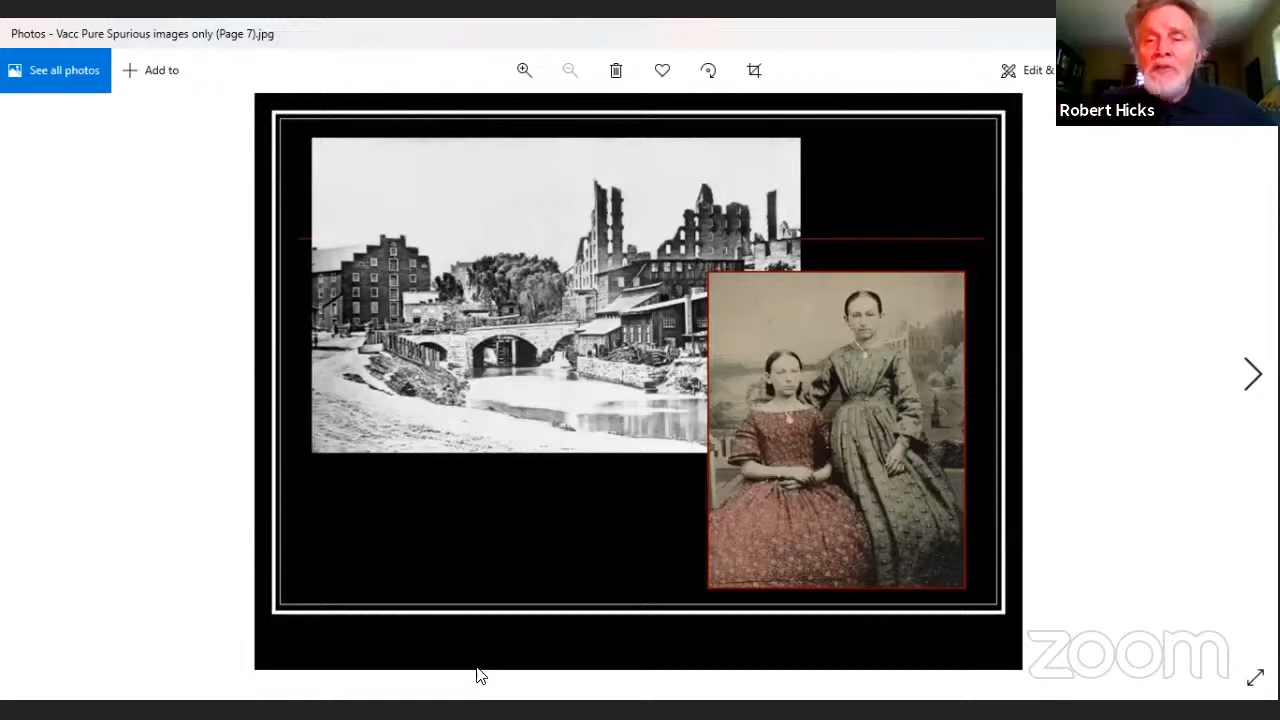 Photos - Vacc Pure Spurious images only (Page 7).jpg
See all photos
Add to
Edit &
Robert Hicks
zoom